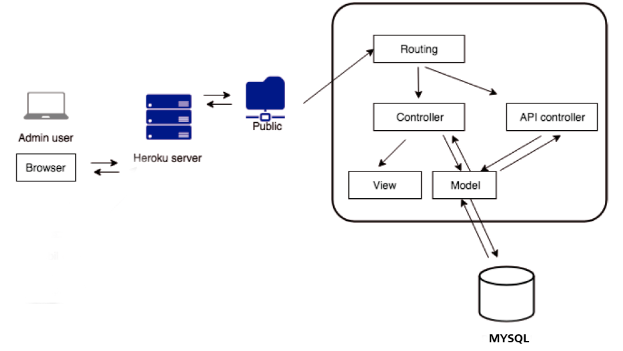 Routing
Controller
API controller
Public
Admin user
Heroku server
Browser
View
Model
MYSQL